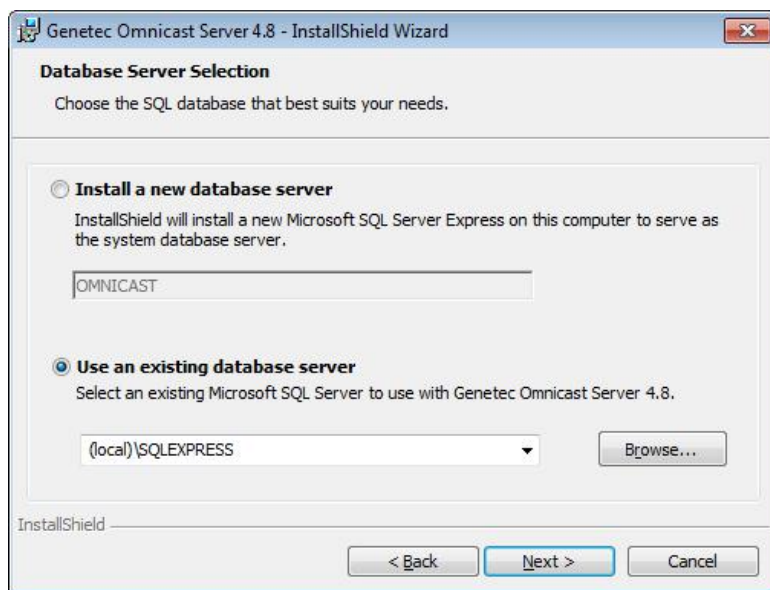 Genetec Omnicast Server 4.8 - InstallShield Wizard
Database Server Selection
Choose the SQL database that best suits your needs.
Install a new database server
InstallShield will install a new Microsoft SQL Server Express on this computer to serve as
the system database server.
OMNICAST
Use an existing database server
Select an existing Microsoft SQL Server to use with Genetec Omnicast Server 4.8.
(local)\SQLEXPRESS
Browse...
InstallShield
< Back
Next >
Cancel